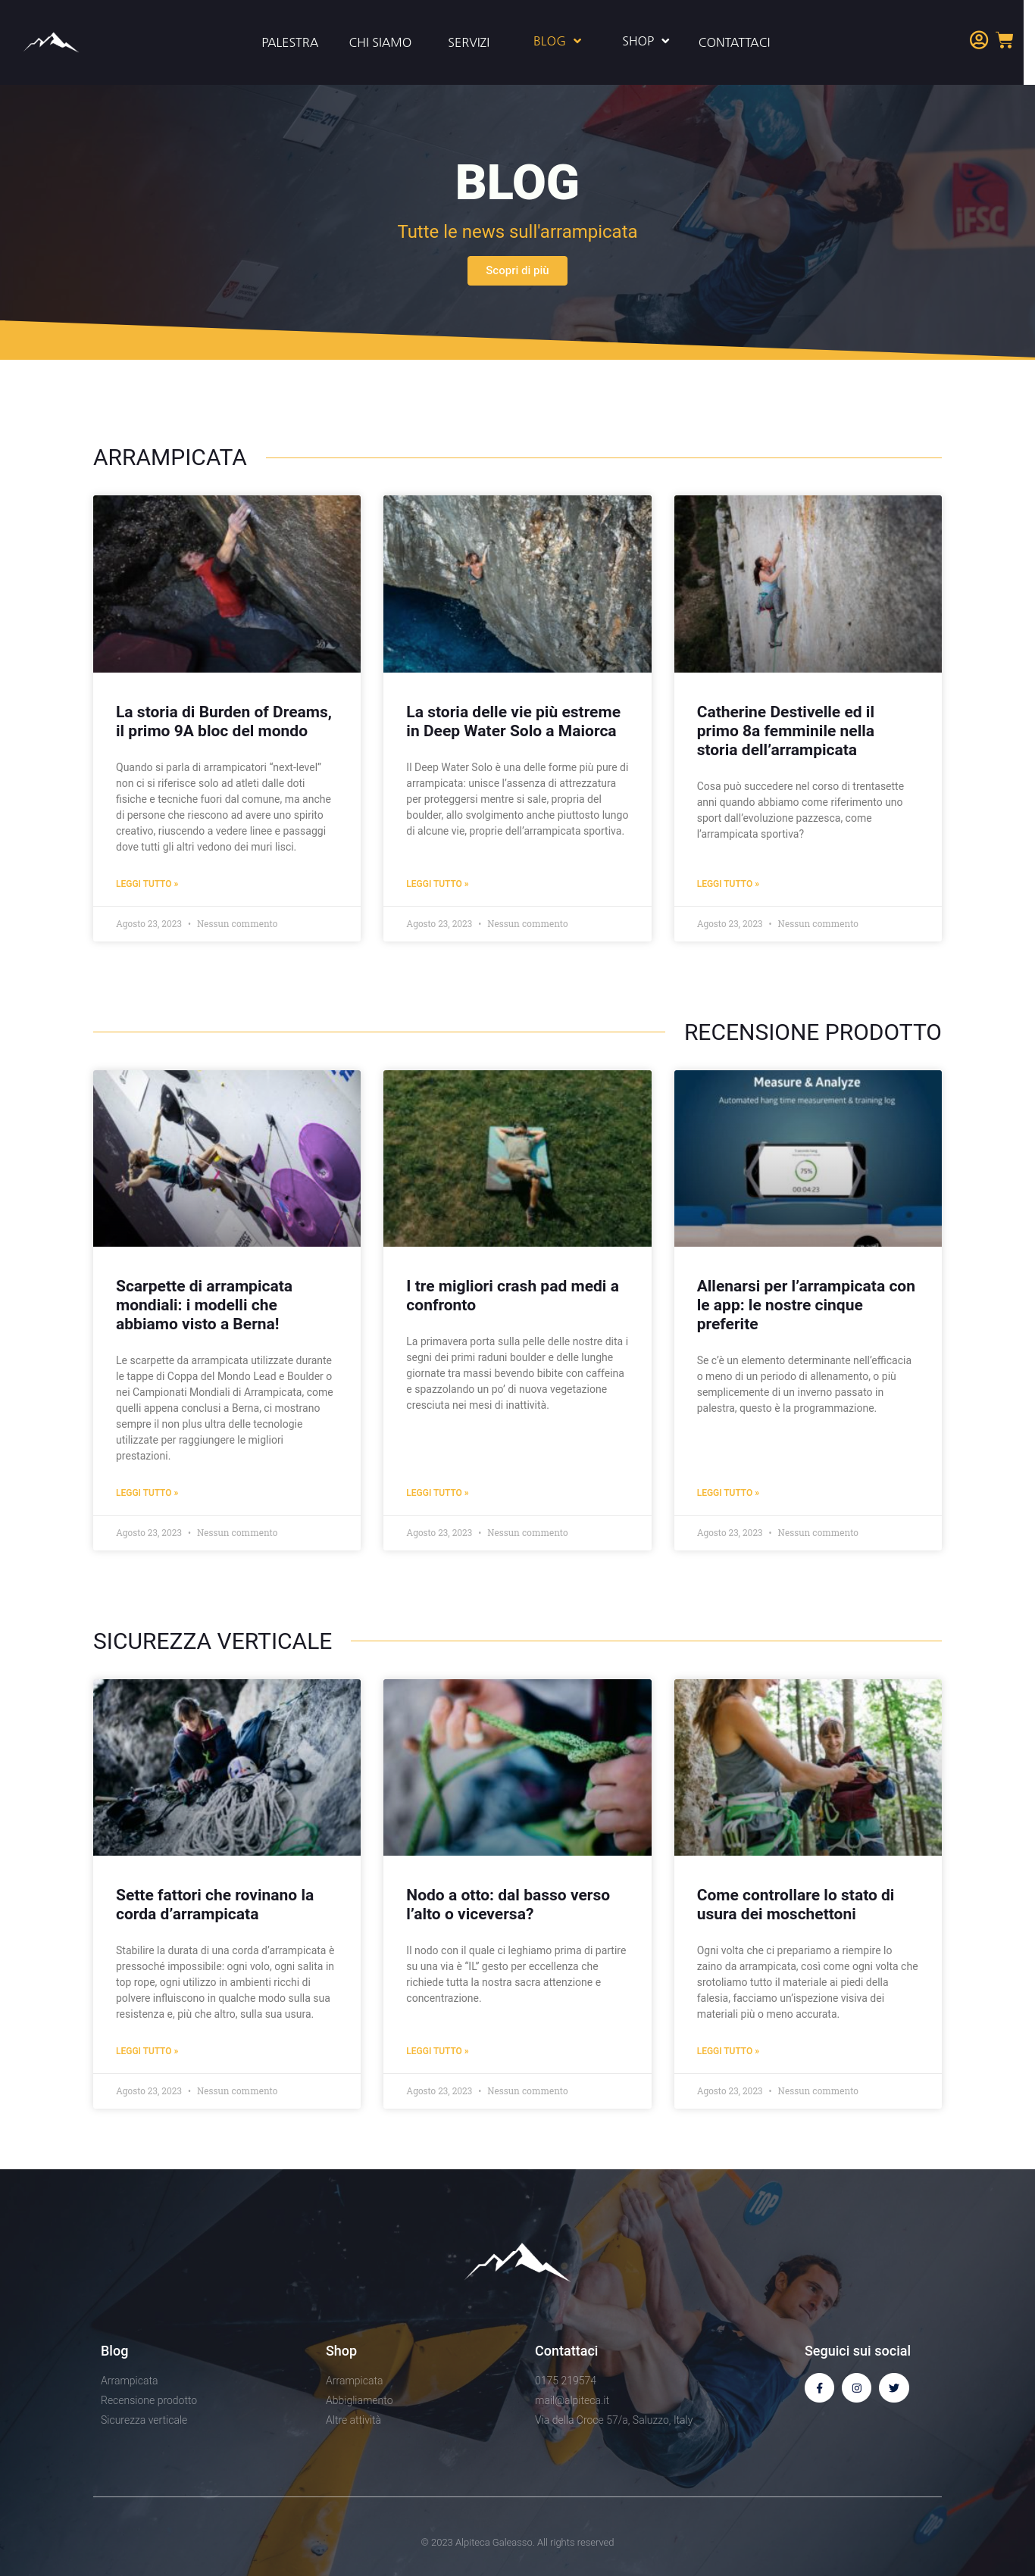 PALESTRA CHI SIAMO SERVIZI BLOG SHOP CONTATTACI
211
BLOG
IFSC
Tutte le news sull'arrampicata
Scopri di più
ARRAMPICATA
La storia di Burden of Dreams,
il primo 9A bloc del mondo
Quando si parla di arrampicatori “next-level”
non ci si riferisce solo ad atleti dalle doti
fisiche e tecniche fuori dal comune, ma anche
di persone che riescono ad avere uno spirito
creativo, riuscendo a vedere linee e passaggi
dove tutti gli altri vedono dei muri lisci.
LEGGI TUTTO »
Agosto 23, 2023 • Nessun commento
La storia delle vie più estreme
in Deep Water Solo a Maiorca
Il Deep Water Solo è una delle forme più pure di
arrampicata: unisce l’assenza di attrezzatura
per proteggersi mentre si sale, propria del
boulder, allo svolgimento anche piuttosto lungo
di alcune vie, proprie dell’arrampicata sportiva.
LEGGI TUTTO »
Agosto 23, 2023 • Nessun commento
Catherine Destivelle ed il
primo 8a femminile nella
storia dell’arrampicata
Cosa può succedere nel corso di trentasette
anni quando abbiamo come riferimento uno
sport dall’evoluzione pazzesca, come
l’arrampicata sportiva?
LEGGI TUTTO »
Agosto 23, 2023 • Nessun commento
RECENSIONE PRODOTTO
Scarpette di arrampicata
mondiali: i modelli che
abbiamo visto a Berna!
Le scarpette da arrampicata utilizzate durante
le tappe di Coppa del Mondo Lead e Boulder o
nei Campionati Mondiali di Arrampicata, come
quelli appena conclusi a Berna, ci mostrano
sempre il non plus ultra delle tecnologie
utilizzate per raggiungere le migliori
prestazioni.
LEGGI TUTTO »
Agosto 23, 2023 • Nessun commento
I tre migliori crash pad medi a
confronto
La primavera porta sulla pelle delle nostre dita i
segni dei primi raduni boulder e delle lunghe
giornate tra massi bevendo bibite con caffeina
e spazzolando un po’ di nuova vegetazione
cresciuta nei mesi di inattività.
LEGGI TUTTO »
Agosto 23, 2023 • Nessun commento
Measure & Analyze
Automated hang time measurement & training log
75%
00:04:23
Allenarsi per l’arrampicata con
le app: le nostre cinque
preferite
Se c’è un elemento determinante nell’efficacia
o meno di un periodo di allenamento, o più
semplicemente di un inverno passato in
palestra, questo è la programmazione.
LEGGI TUTTO »
Agosto 23, 2023 • Nessun commento
SICUREZZA VERTICALE
Sette fattori che rovinano la
corda d’arrampicata
Stabilire la durata di una corda d’arrampicata è
pressoché impossibile: ogni volo, ogni salita in
top rope, ogni utilizzo in ambienti ricchi di
polvere influiscono in qualche modo sulla sua
resistenza e, più che altro, sulla sua usura.
LEGGI TUTTO »
Agosto 23, 2023 • Nessun commento
Nodo a otto: dal basso verso
l’alto o viceversa?
Il nodo con il quale ci leghiamo prima di partire
su una via è “IL” gesto per eccellenza che
richiede tutta la nostra sacra attenzione e
concentrazione.
LEGGI TUTTO »
Agosto 23, 2023 • Nessun commento
Come controllare lo stato di
usura dei moschettoni
Ogni volta che ci prepariamo a riempire lo
zaino da arrampicata, così come ogni volta che
srotoliamo tutto il materiale ai piedi della
falesia, facciamo un’ispezione visiva dei
materiali più o meno accurata.
LEGGI TUTTO »
Agosto 23, 2023 • Nessun commento
TOP
Blog
Arrampicata
Recensione prodotto
Sicurezza verticale
Shop
Arrampicata
Abbigliamento
Altre attività
Contattaci
0175 219574
mail@alpiteca.it
Via della Croce 57/a, Saluzzo, Italy
Seguici sui social
© 2023 Alpiteca Galeasso. All rights reserved